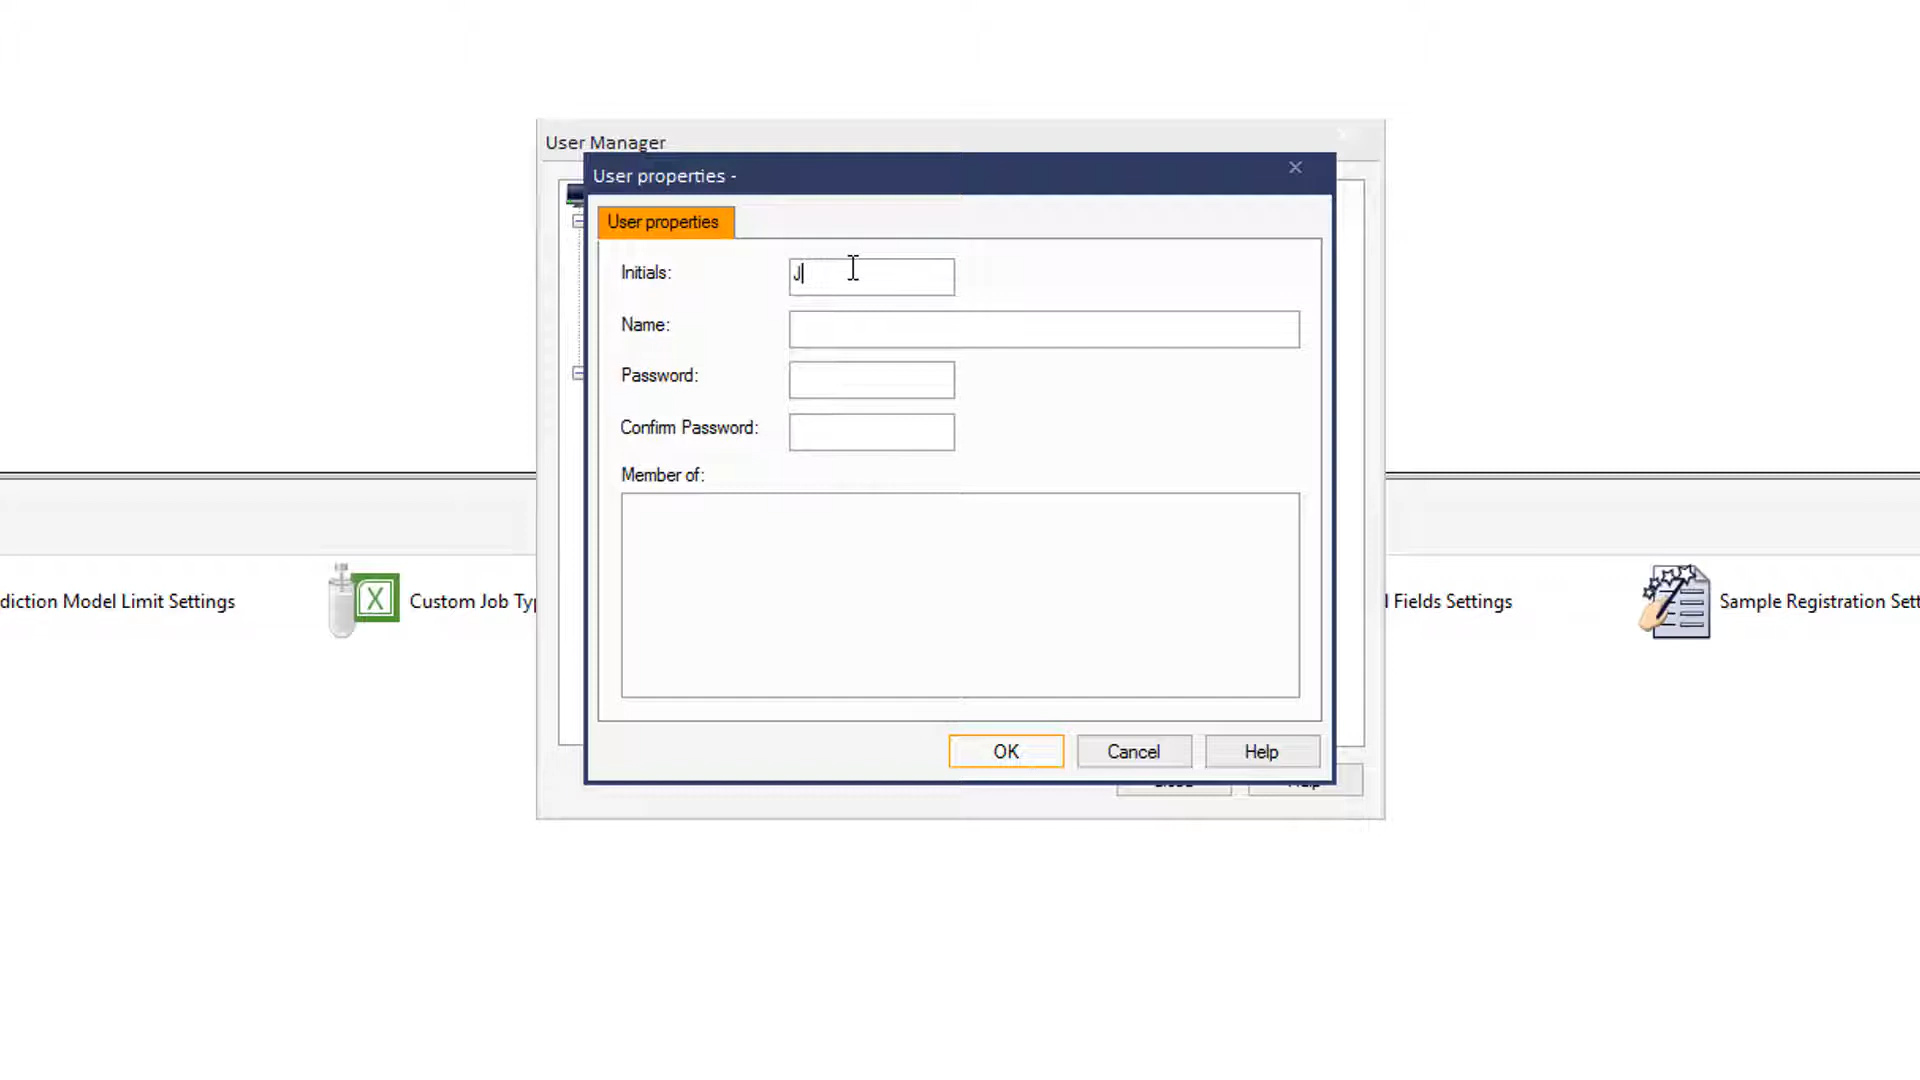 User Manager
User properties -
User properties
Initials:
J
Name:
Password:
Confirm Password:
Member of:
diction Model Limit Settings
X
Custom Job Typ
l Fields Settings
Sample Registration Sett
OK
Cancel
Help